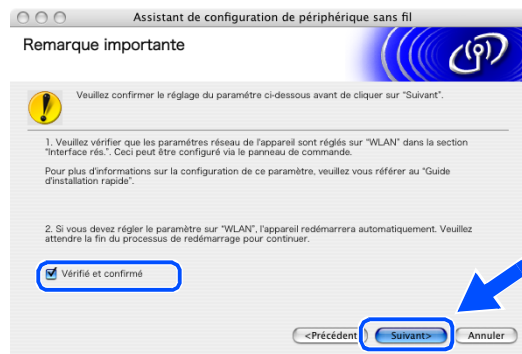 Assistant de configuration de périphérique sans fil
Remarque importante
Veuillez confirmer le réglage du paramétre ci-dessous avant de cliquer sur "Suivant".
1. Veuillez vérifier que les paramétres réseau de l'appareil sont réglés sur "WLAN" dans la section
"Interface rés.". Ceci peut être configuré via le panneau de commande.
Pour plus d'informations sur la configuration de ce paramètre, veuillez vous référer au "Guide
d'installation rapide".
2. Si vous devez régler le paramètre sur "WLAN", l'appareil redémarrera automatiquement. Veuillez
attendre la fin du processus de redémarrage pour continuer.
Vérifié et confirmé
<Précédent Suivant> Annuler